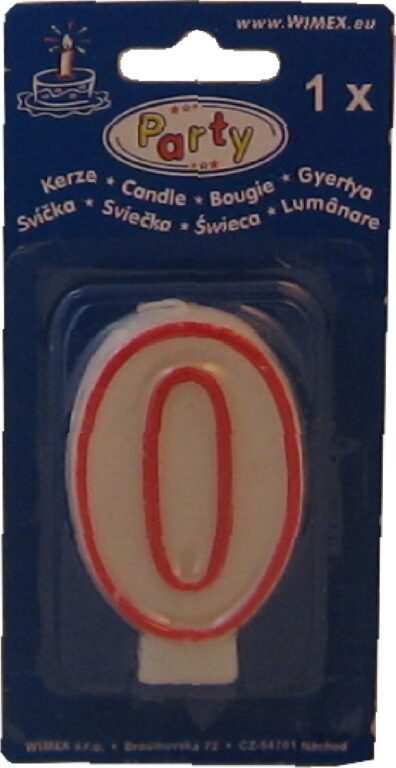 www.WIMEX.eu
1 x
Party
Kerze * Candle * Bougie * Gyertya
Svíčka * Sviečka * Świeca * Lumânare
0
WIMEX s.r.o. • Broumovska 72 • CZ-54701 Náchod